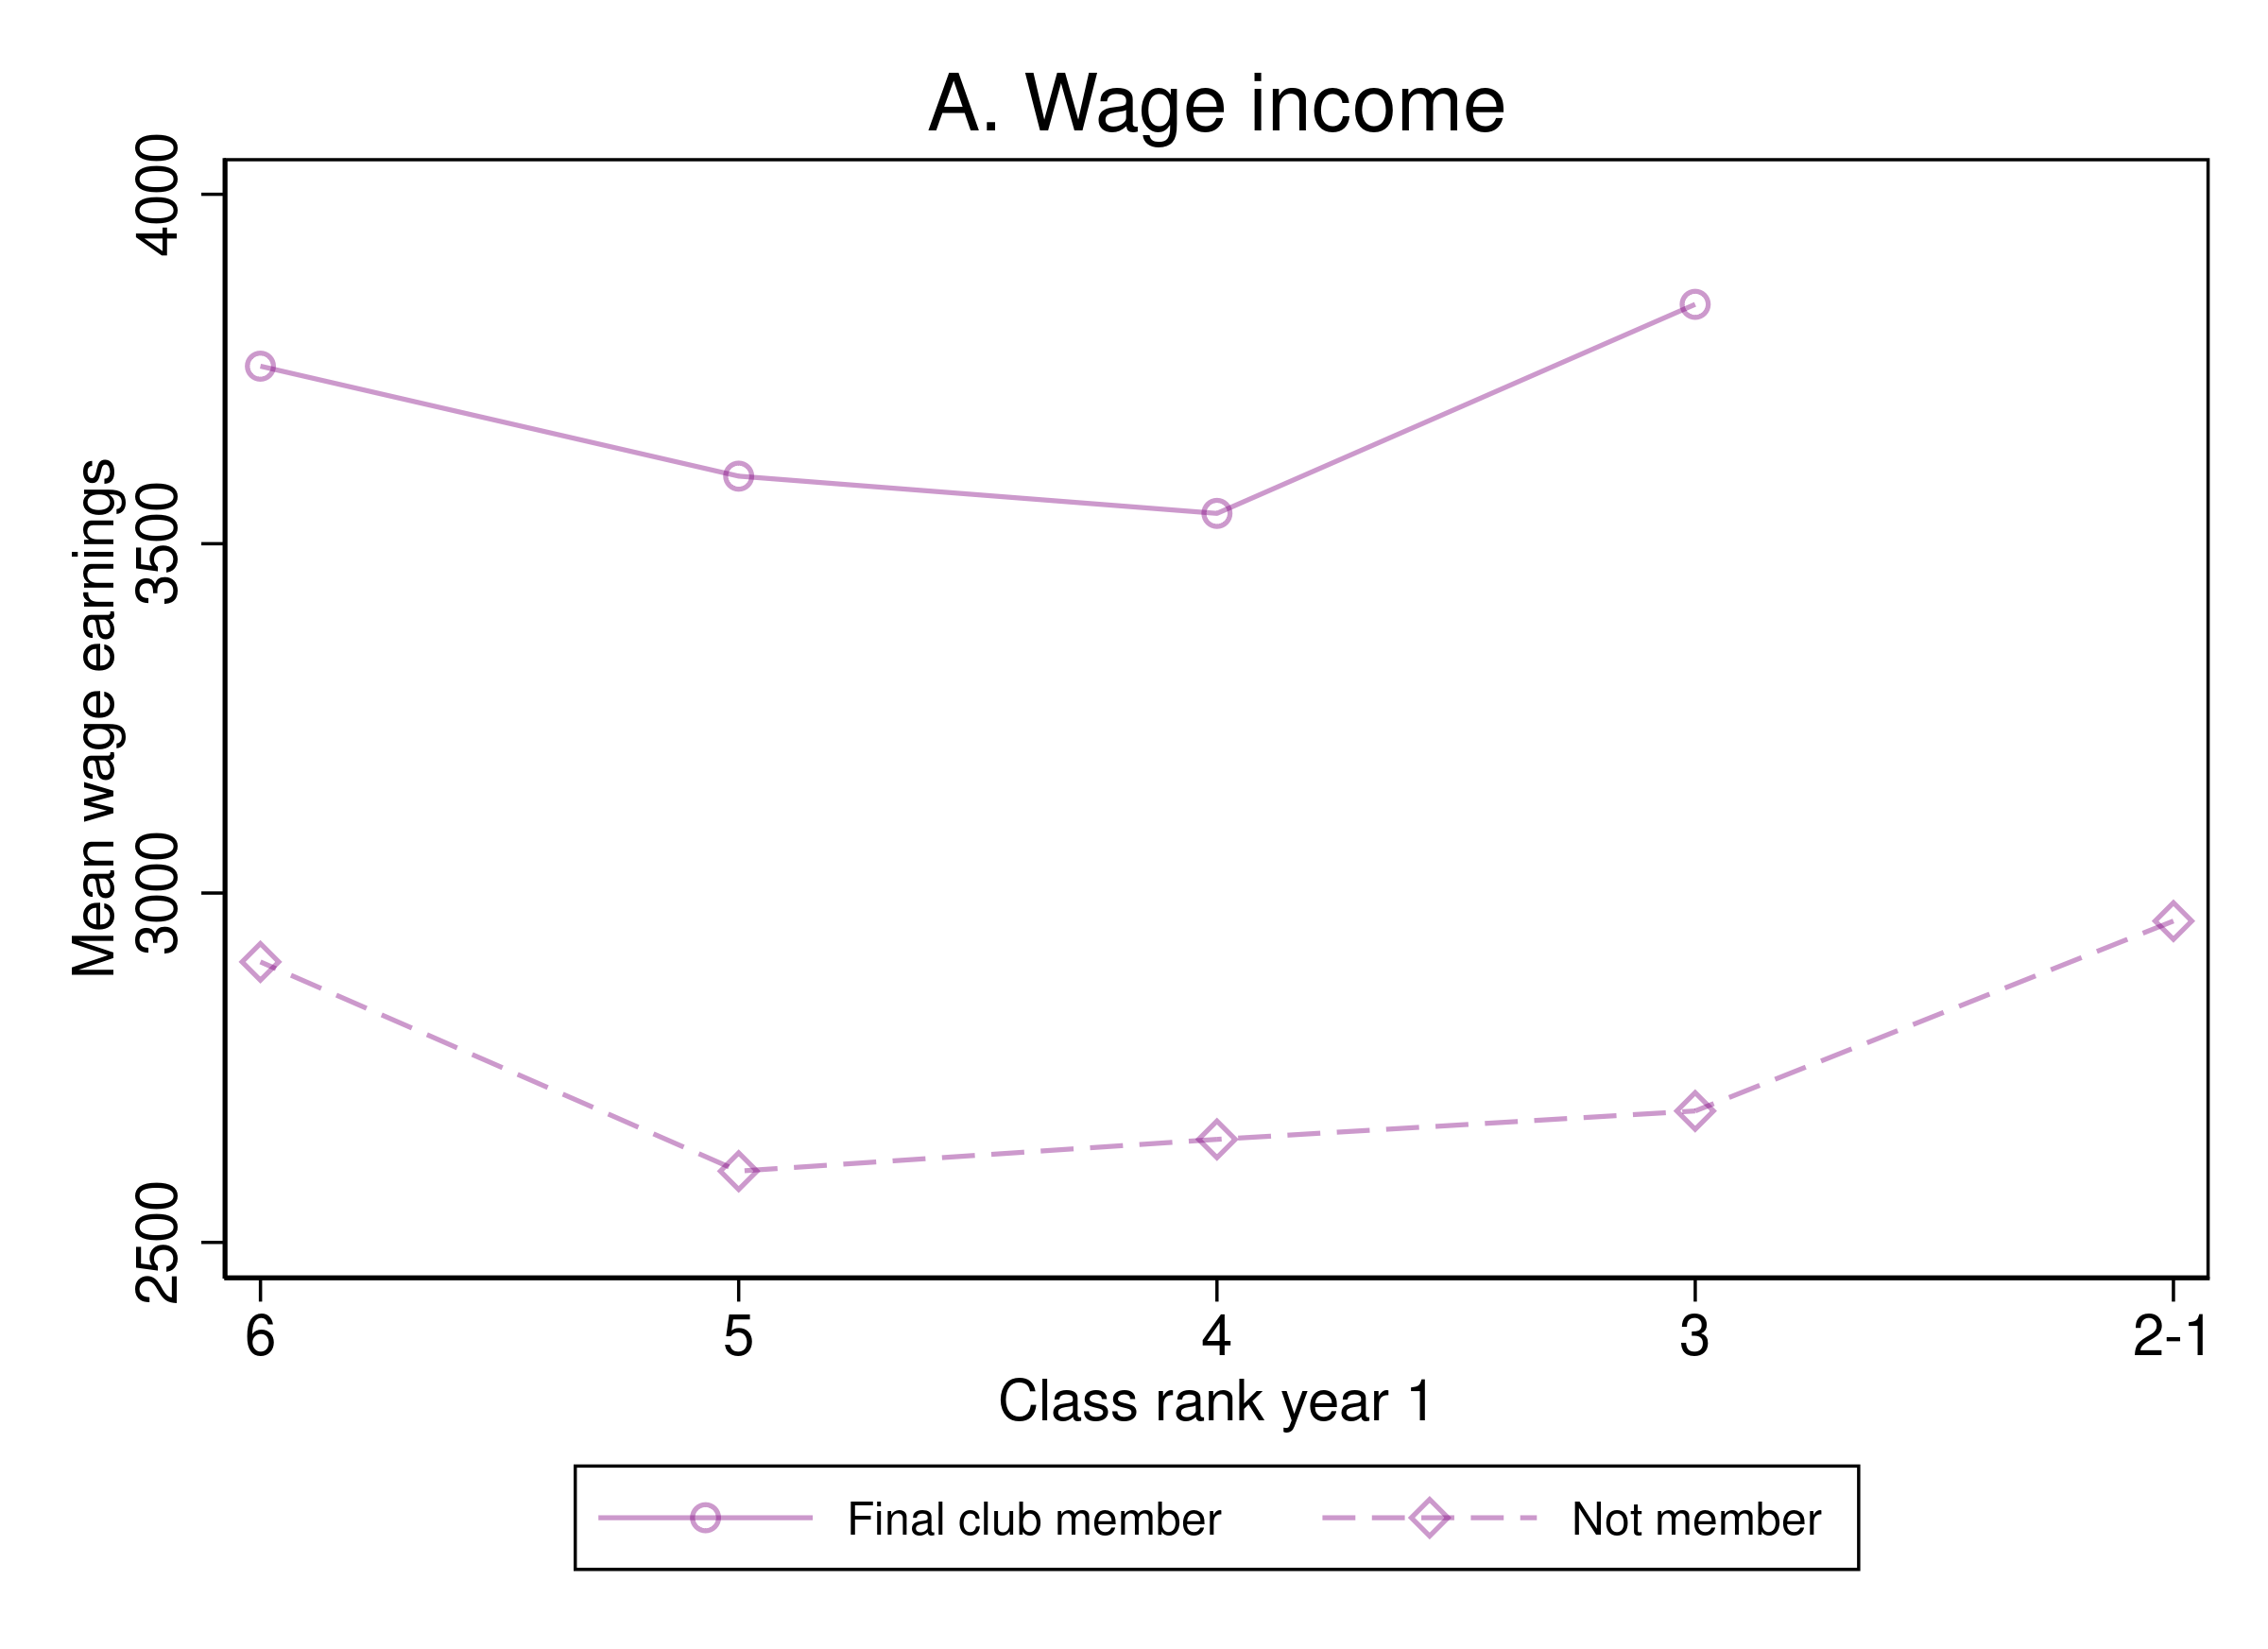 A. Wage income
Mean wage earnings
4000
3500
3000
2500
6 5 4 3 2-1
Class rank year 1
Final club member Not member